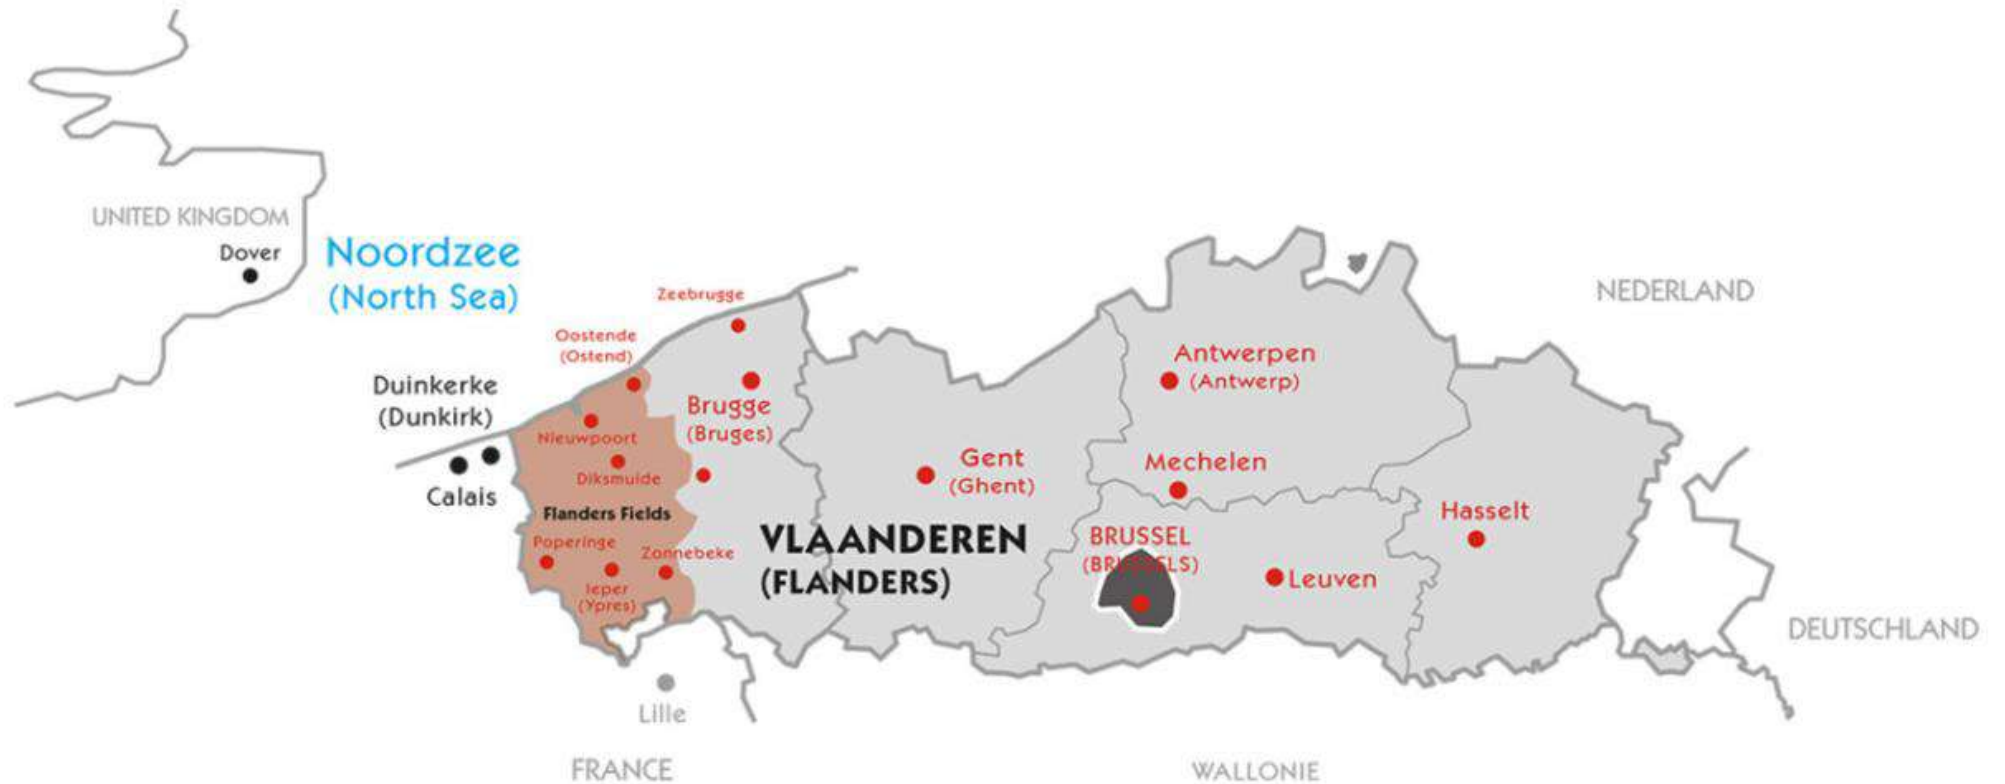 UNITED KINGDOM
Dover
Noordzee
(North Sea)
Zeebrugge
Oostende
(Ostend)
Duinkerke
(Dunkirk)
Calais
Brugge
(Bruges)
Nieuwpoort
Diksmuide
Flanders Fields
Poperinge
Zonnebeke
Ieper
(Ypres)
Lille
FRANCE
VLAANDEREN
(FLANDERS)
Gent
(Ghent)
Antwerpen
(Antwerp)
Mechelen
BRUSSEL
(BRUSSELS)
Leuven
Hasselt
NEDERLAND
DEUTSCHLAND
WALLONIE